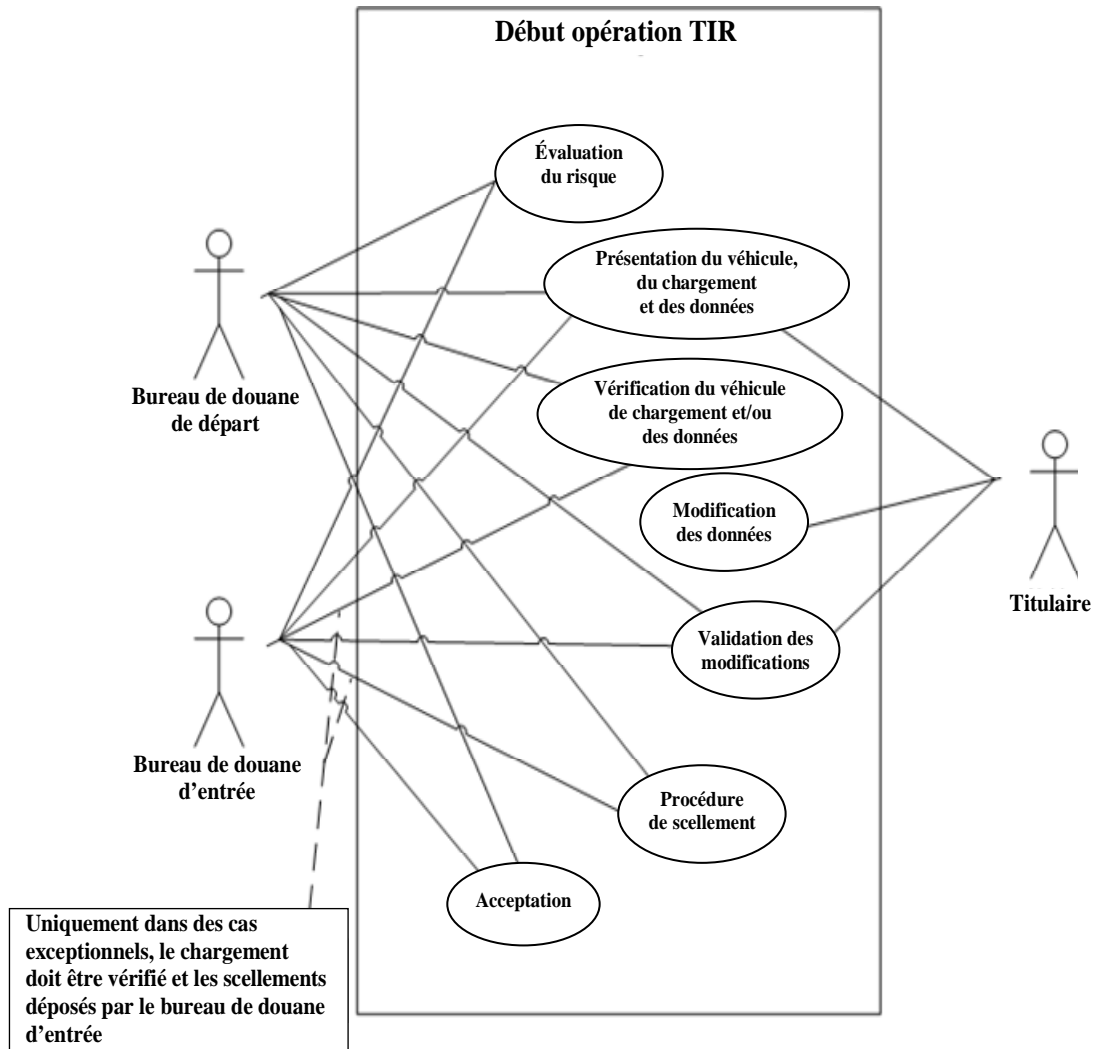 Début opération TIR
Évaluation
du risque
Présentation du véhicule,
du chargement
et des données
Bureau de douane
de départ
Vérification du véhicule
de chargement et/ou
des données
Modification
des données
Titulaire
Validation des
modifications
Bureau de douane
d’entrée
Procédure
de scellement
Acceptation
Uniquement dans des cas
exceptionnels, le chargement
doit être vérifié et les scellements
déposés par le bureau de douane
d’entrée